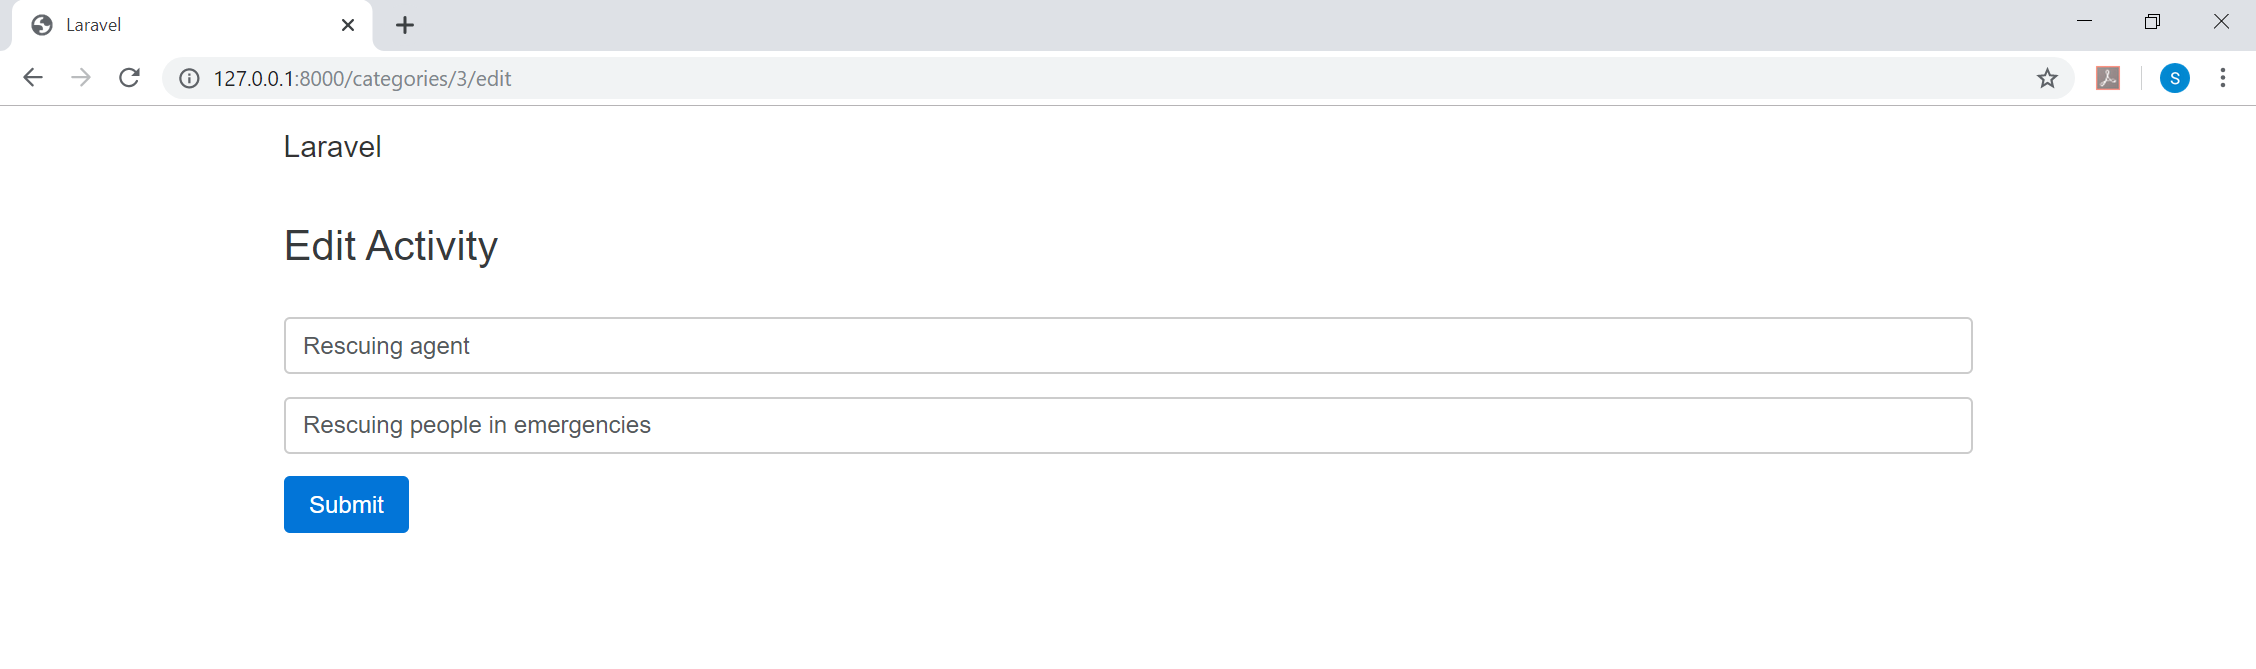 Laravel
127.0.0.1:8000/categories/3/edit
S
Laravel
Edit Activity
Rescuing agent
Rescuing people in emergencies
Submit